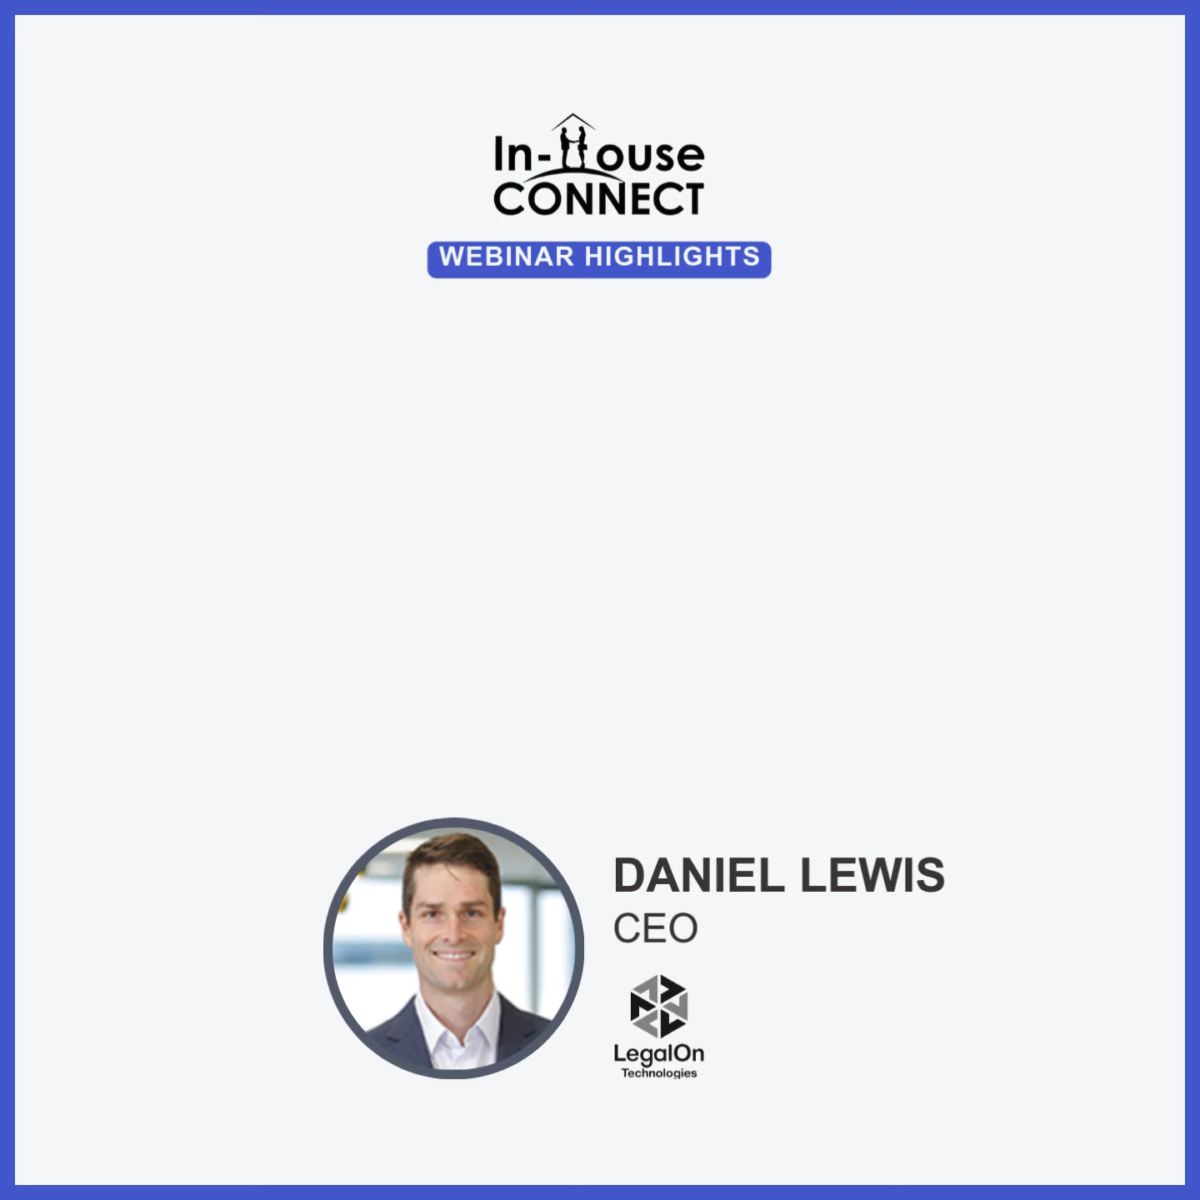 In-House
CONNECT
WEBINAR HIGHLIGHTS
DANIEL LEWIS
CEO
LegalOn
Technologies